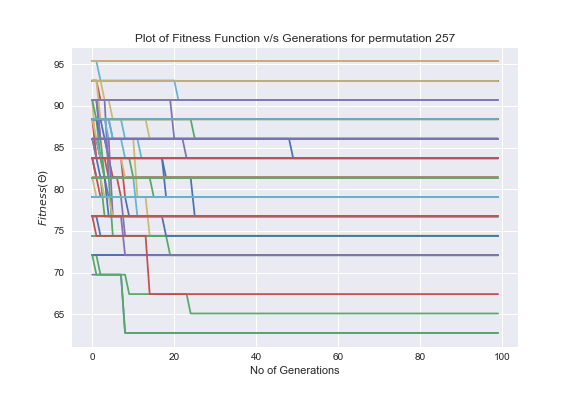 Plot of Fitness Function v/s Generations for permutation 257
95
90
85
80
75
70
65
Fitness(Θ)
0 20 40 60 80 100
No of Generations